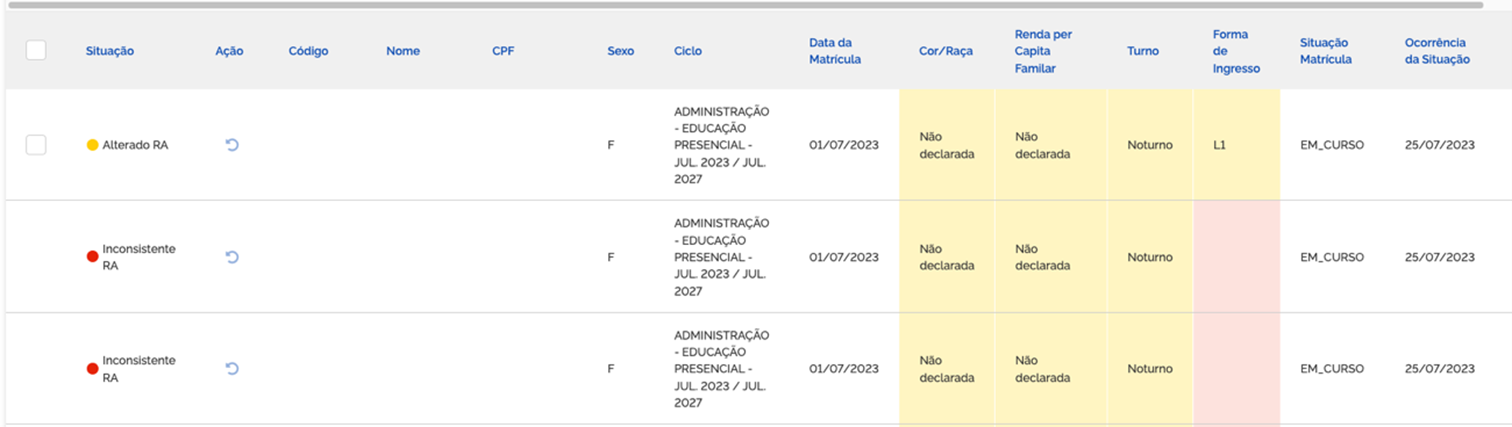 Situação
Ação
Código
Nome
CPF
Sexo
Ciclo
Data da
Matrícula
Cor/Raça
Renda per
Capita
Familar
Turno
Forma
de
Ingresso
Situação
Matrícula
Ocorrência
da Situação
Alterado RA
F
ADMINISTRAÇÃO
- EDUCAÇÃO
PRESENCIAL -
JUL. 2023 / JUL.
2027
01/07/2023
Não
declarada
Não
declarada
Noturno
L1
EM_CURSO
25/07/2023
Inconsistente
RA
F
ADMINISTRAÇÃO
- EDUCAÇÃO
PRESENCIAL -
JUL. 2023 / JUL.
2027
01/07/2023
Não
declarada
Não
declarada
Noturno
EM_CURSO
25/07/2023
Inconsistente
RA
F
ADMINISTRAÇÃO
- EDUCAÇÃO
PRESENCIAL -
JUL. 2023 / JUL.
2027
01/07/2023
Não
declarada
Não
declarada
Noturno
EM_CURSO
25/07/2023